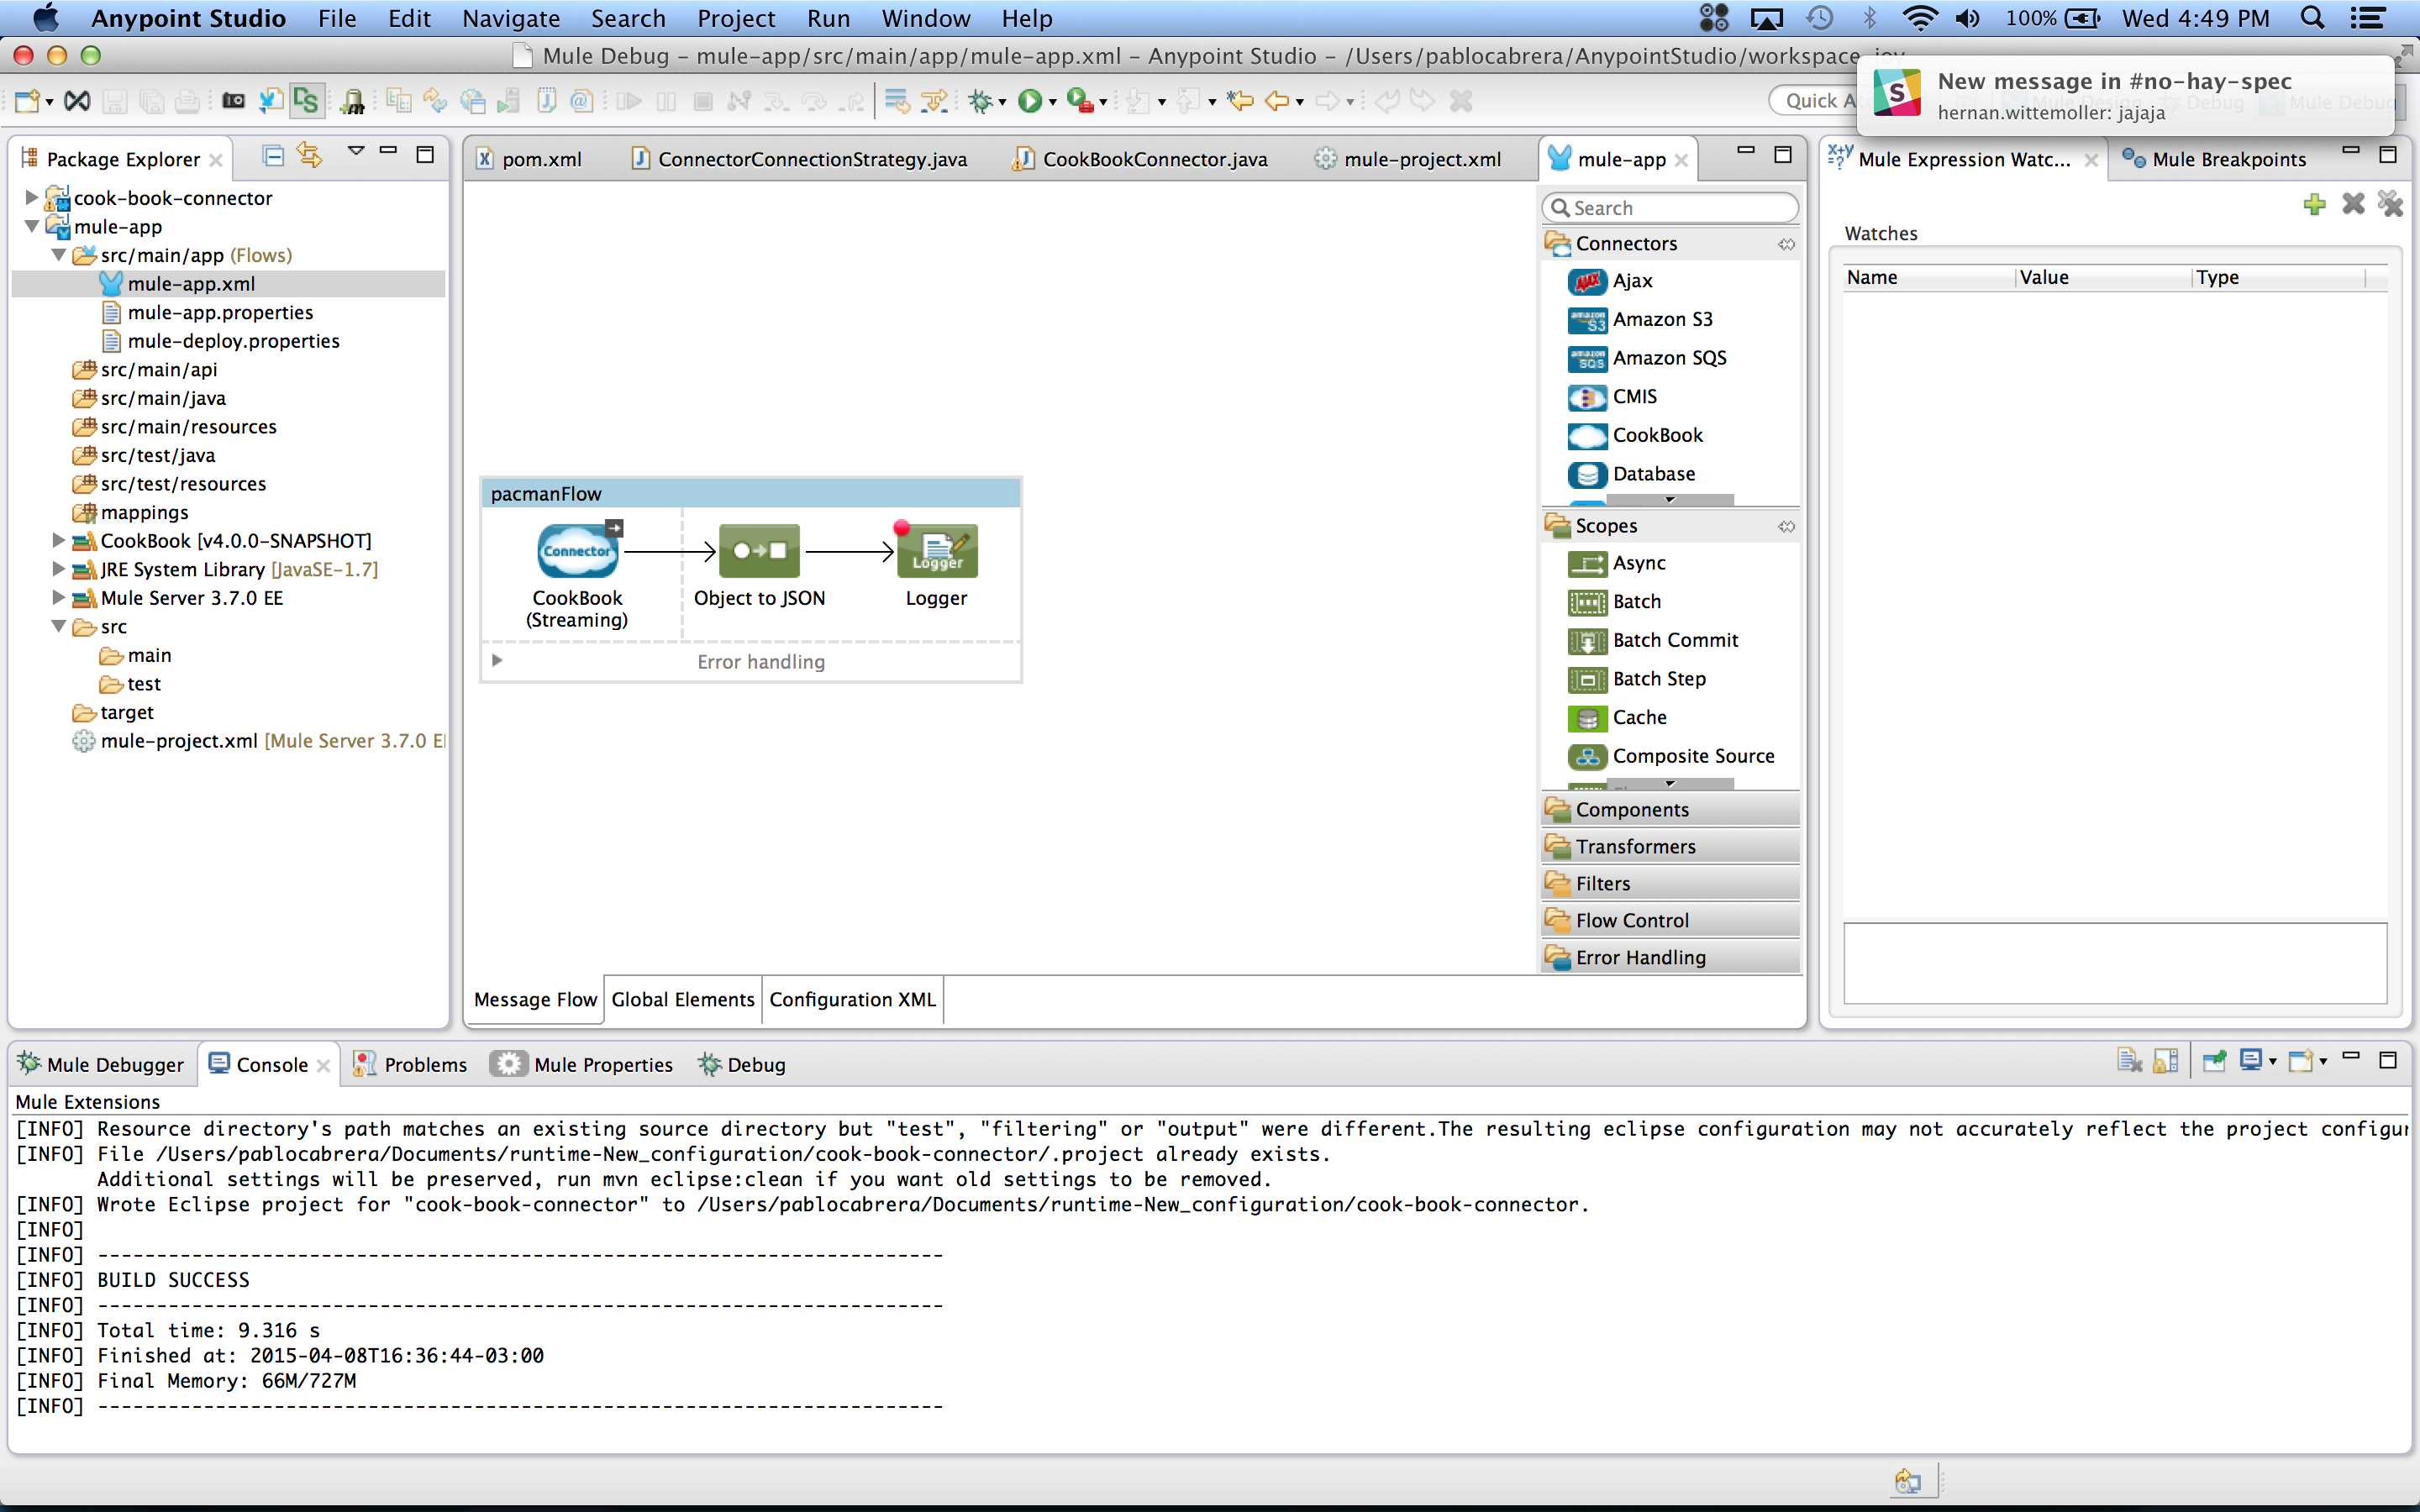 Anypoint Studio File Edit Navigate Search Project Run Window Help 100% Wed 4:49 PM
Mule Debug – mule-app/src/main/app/mule-app.xml – Anypoint Studio – /Users/pablocabrera/AnypointStudio/workspace joy
New message in #no-hay-spec
hernan.wittemoller: jajaja
Quick A
Package Explorer
cook-book-connector
mule-app
src/main/app (Flows)
mule-app.xml
mule-app.properties
mule-deploy.properties
src/main/api
src/main/java
src/main/resources
src/test/java
src/test/resources
mappings
CookBook [v4.0.0-SNAPSHOT]
JRE System Library [JavaSE-1.7]
Mule Server 3.7.0 EE
src
main
test
target
mule-project.xml [Mule Server 3.7.0 EI
pom.xml ConnectorConnectionStrategy.java CookBookConnector.java mule-project.xml mule-app
pacmanFlow
Connector
Logger
CookBook
(Streaming)
Object to JSON
Logger
Error handling
Search
Connectors
Ajax
Amazon S3
Amazon SQS
CMIS
CookBook
Database
Scopes
Async
Batch
Batch Commit
Batch Step
Cache
Composite Source
Components
Transformers
Filters
Flow Control
Error Handling
Message Flow Global Elements Configuration XML
Mule Expression Watc... Mule Breakpoints
Watches
Name Value Type
Mule Debugger Console Problems Mule Properties Debug
Mule Extensions
[INFO] Resource directory's path matches an existing source directory but "test", "filtering" or "output" were different.The resulting eclipse configuration may not accurately reflect the project configur
[INFO] File /Users/pablocabrera/Documents/runtime-New_configuration/cook-book-connector/.project already exists.
Additional settings will be preserved, run mvn eclipse:clean if you want old settings to be removed.
[INFO] Wrote Eclipse project for "cook-book-connector" to /Users/pablocabrera/Documents/runtime-New_configuration/cook-book-connector.
[INFO]
[INFO] ------------------------------------------------------------------------
[INFO] BUILD SUCCESS
[INFO] ------------------------------------------------------------------------
[INFO] Total time: 9.316 s
[INFO] Finished at: 2015-04-08T16:36:44-03:00
[INFO] Final Memory: 66M/727M
[INFO] ------------------------------------------------------------------------